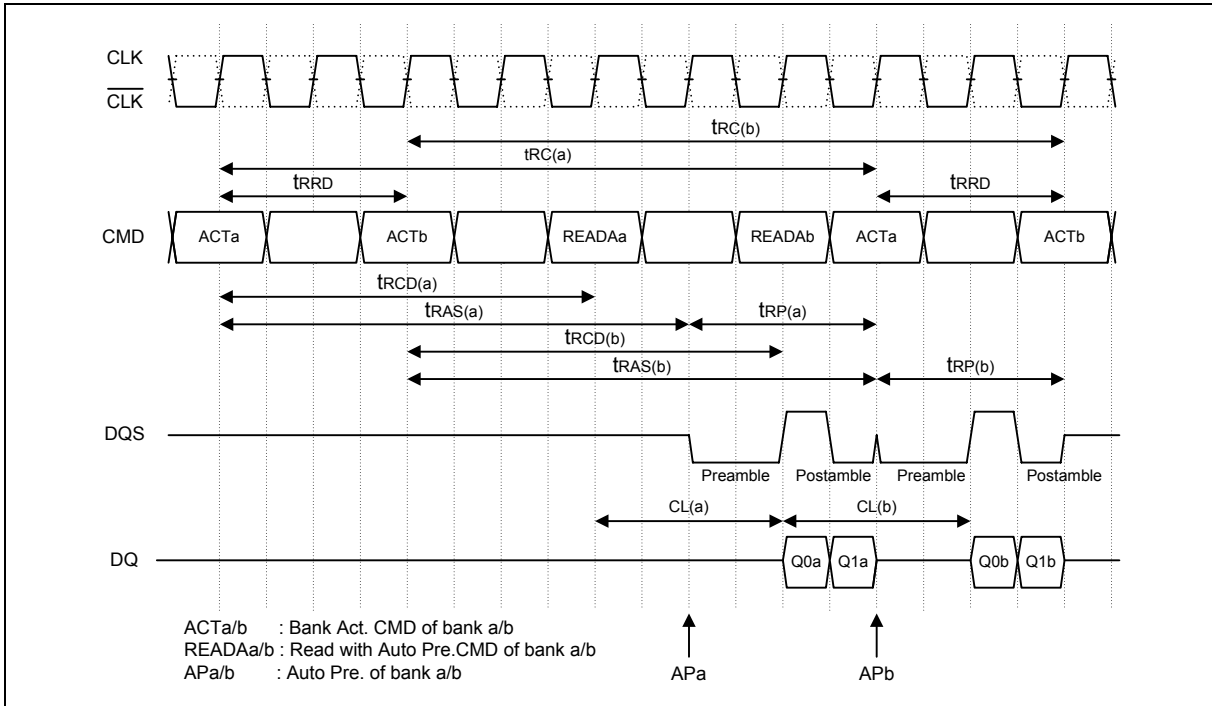 CLK
CLK
tRC(b)
tRC(a)
tRRD tRRD
CMD ACTa ACTb READAa READAb ACTa ACTb
tRCD(a)
tRAS(a) tRP(a)
tRCD(b)
tRAS(b) tRP(b)
DQS
Preamble Postamble Preamble Postamble
CL(a) CL(b)
DQ Q0a Q1a Q0b Q1b
ACTa/b : Bank Act. CMD of bank a/b
READAa/b : Read with Auto Pre.CMD of bank a/b
APa/b : Auto Pre. of bank a/b
APa APb